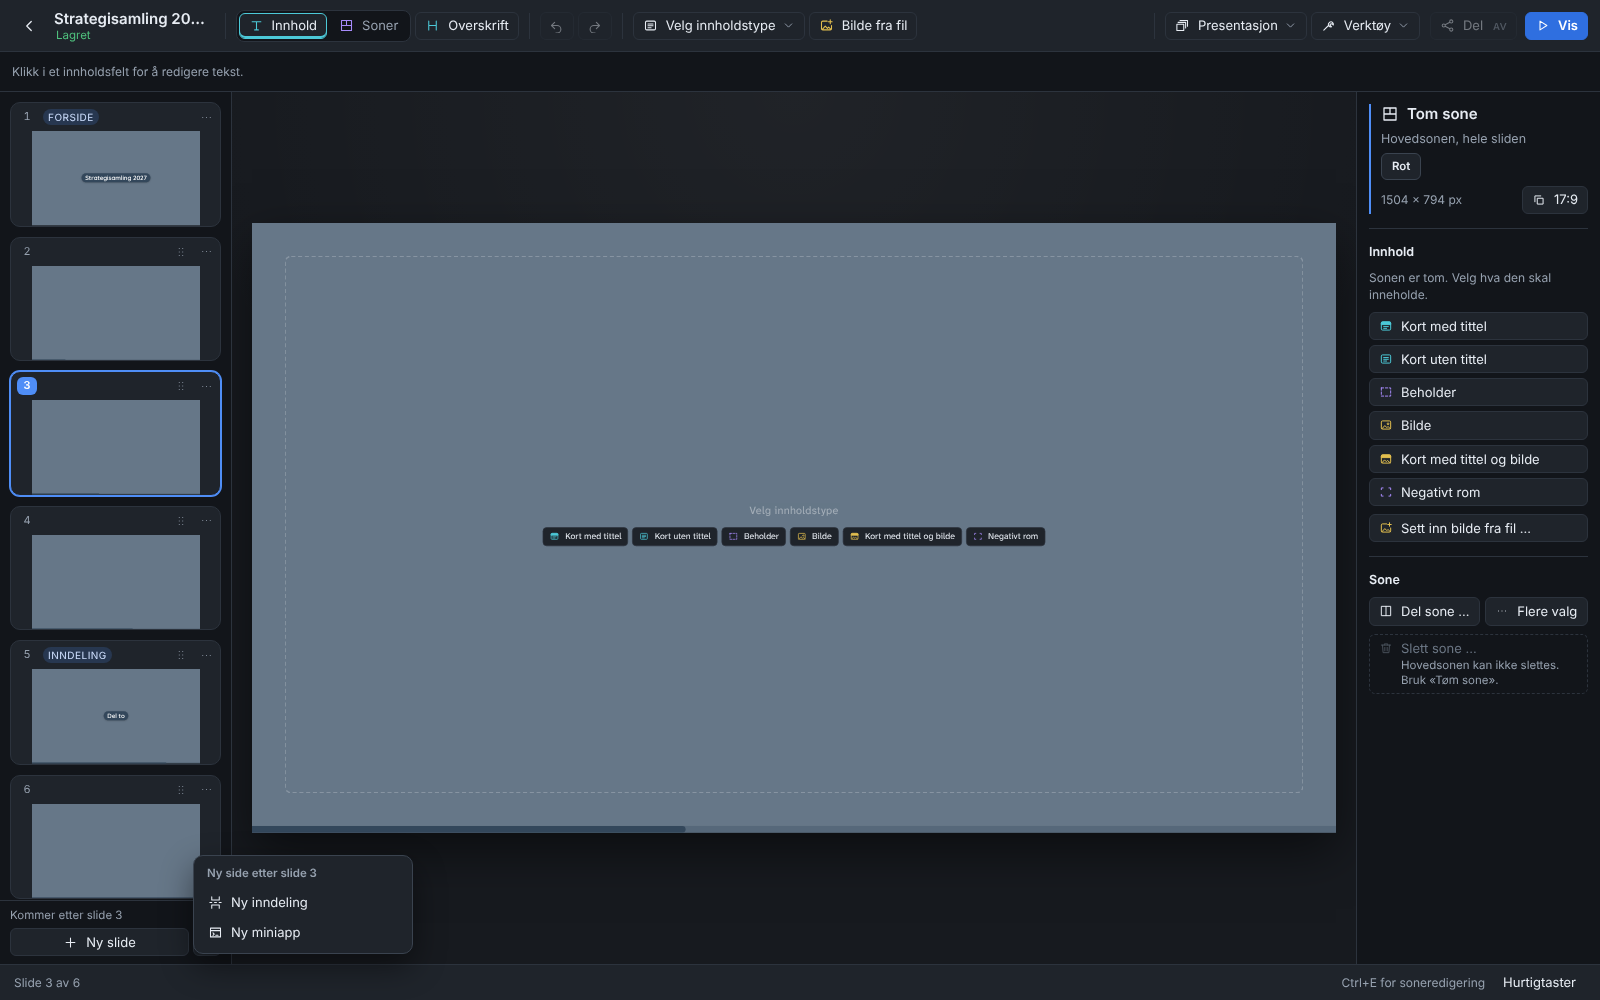 Strategisamling 20...
Lagret
Innhold
Soner
Overskrift
Velg innholdstype
Bilde fra fil
Presentasjon
Verktøy
Del AV
Vis
Klikk i et innholdsfelt for å redigere tekst.
1 FORSIDE
Strategisamling 2027
2
3
4
5 INNDELING
Del to
6
Kommer etter slide 3
Ny slide
Ny side etter slide 3
Ny inndeling
Ny miniapp
Velg innholdstype
Kort med tittel
Kort uten tittel
Beholder
Bilde
Kort med tittel og bilde
Negativt rom
Tom sone
Hovedsonen, hele sliden
Rot
1504 × 794 px
17:9
Innhold
Sonen er tom. Velg hva den skal
inneholde.
Kort med tittel
Kort uten tittel
Beholder
Bilde
Kort med tittel og bilde
Negativt rom
Sett inn bilde fra fil ...
Sone
Del sone ...
Flere valg
Slett sone ...
Hovedsonen kan ikke slettes.
Bruk «Tøm sone».
Slide 3 av 6
Ctrl+E for soneredigering
Hurtigtaster